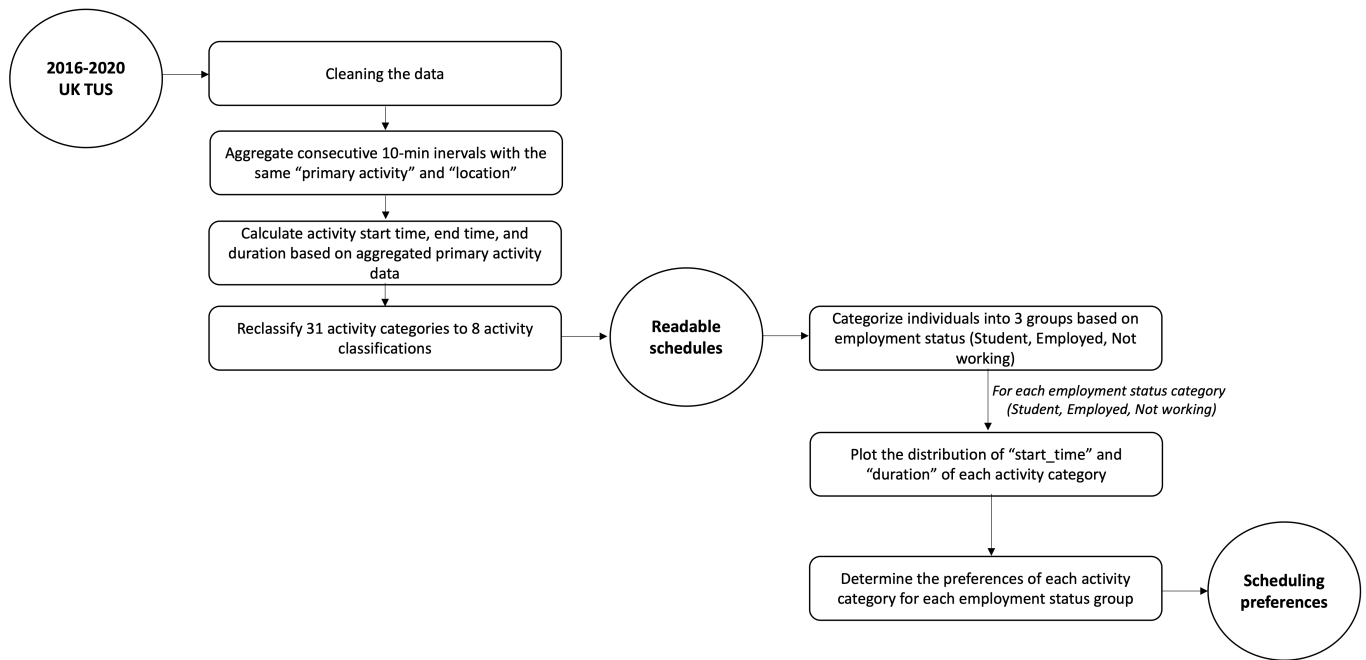 2016-2020
UK TUS
Cleaning the data
Aggregate consecutive 10-min inervals with the
same “primary activity” and “location”
Calculate activity start time, end time, and
duration based on aggregated primary activity
data
Reclassify 31 activity categories to 8 activity
classifications
Readable
schedules
Categorize individuals into 3 groups based on
employment status (Student, Employed, Not
working)
For each employment status category
(Student, Employed, Not working)
Plot the distribution of “start_time” and
“duration” of each activity category
Determine the preferences of each activity
category for each employment status group
Scheduling
preferences